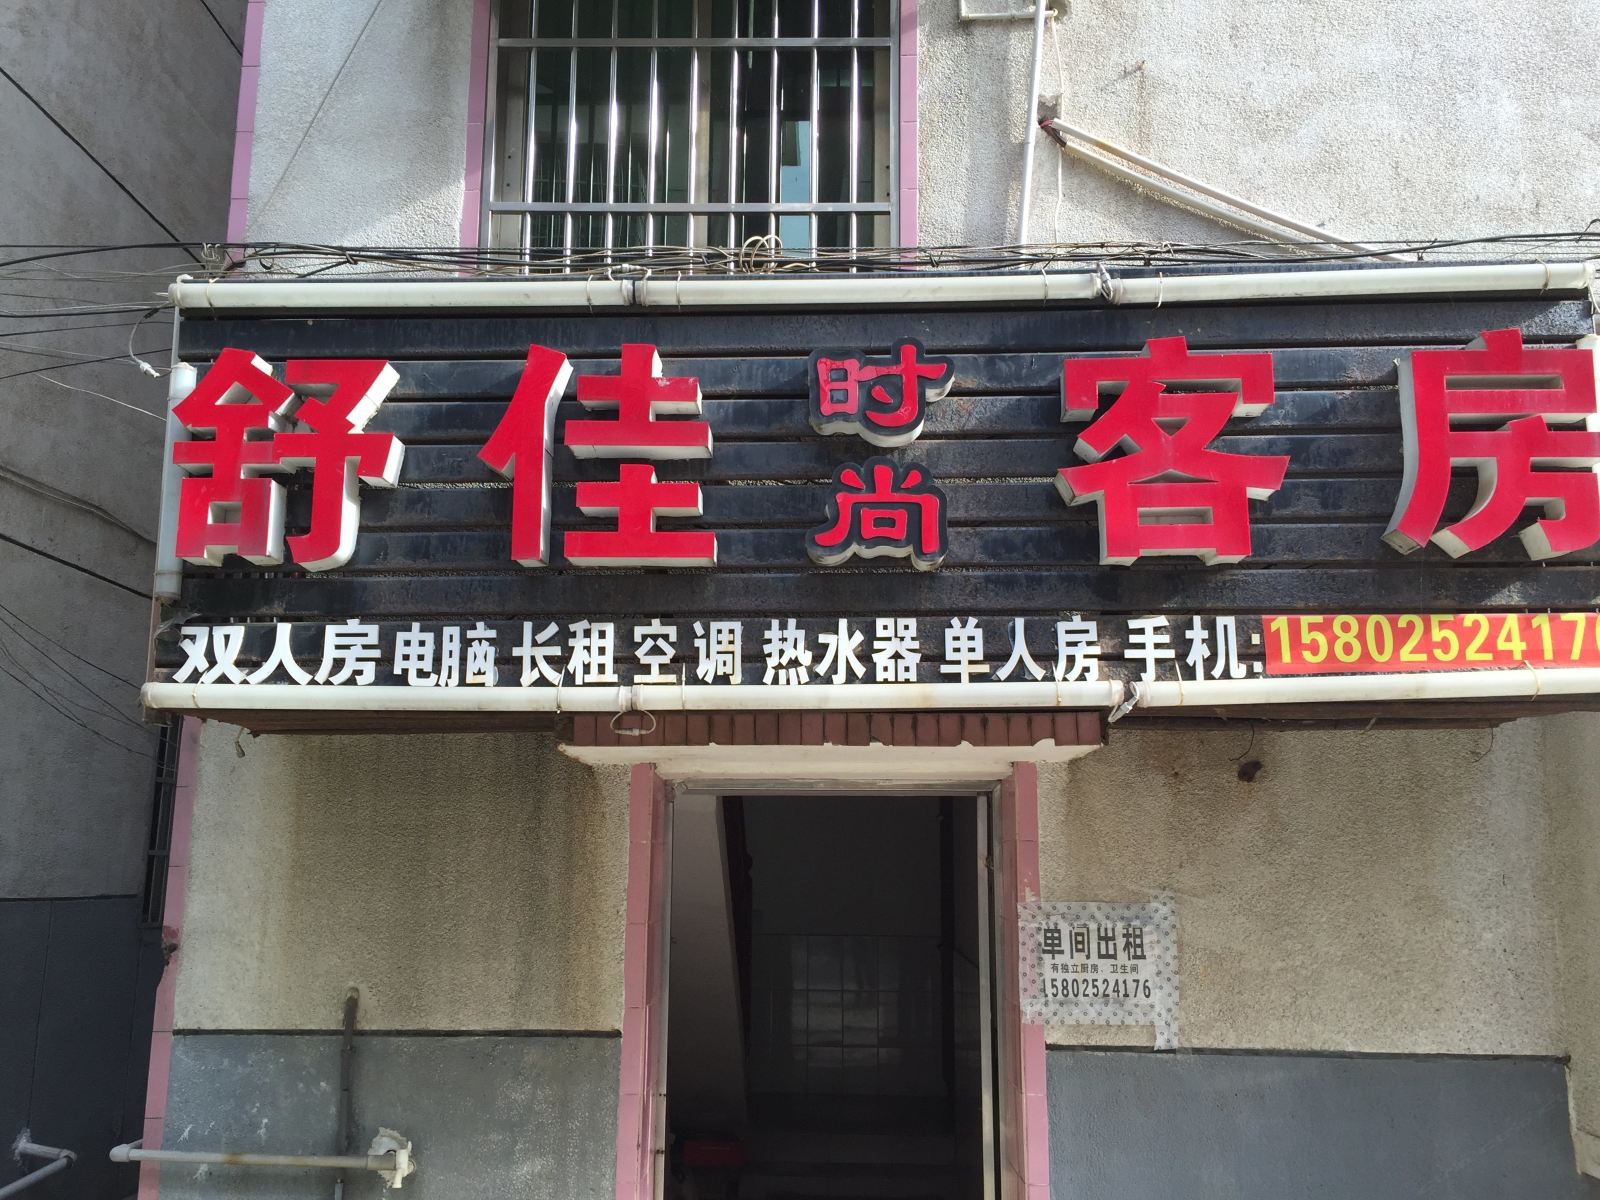 舒佳时尚客房
双人房 电脑 长租 空调 热水器 单人房 手机:15802524176
单间出租
有独立厨房、卫生间
15802524176